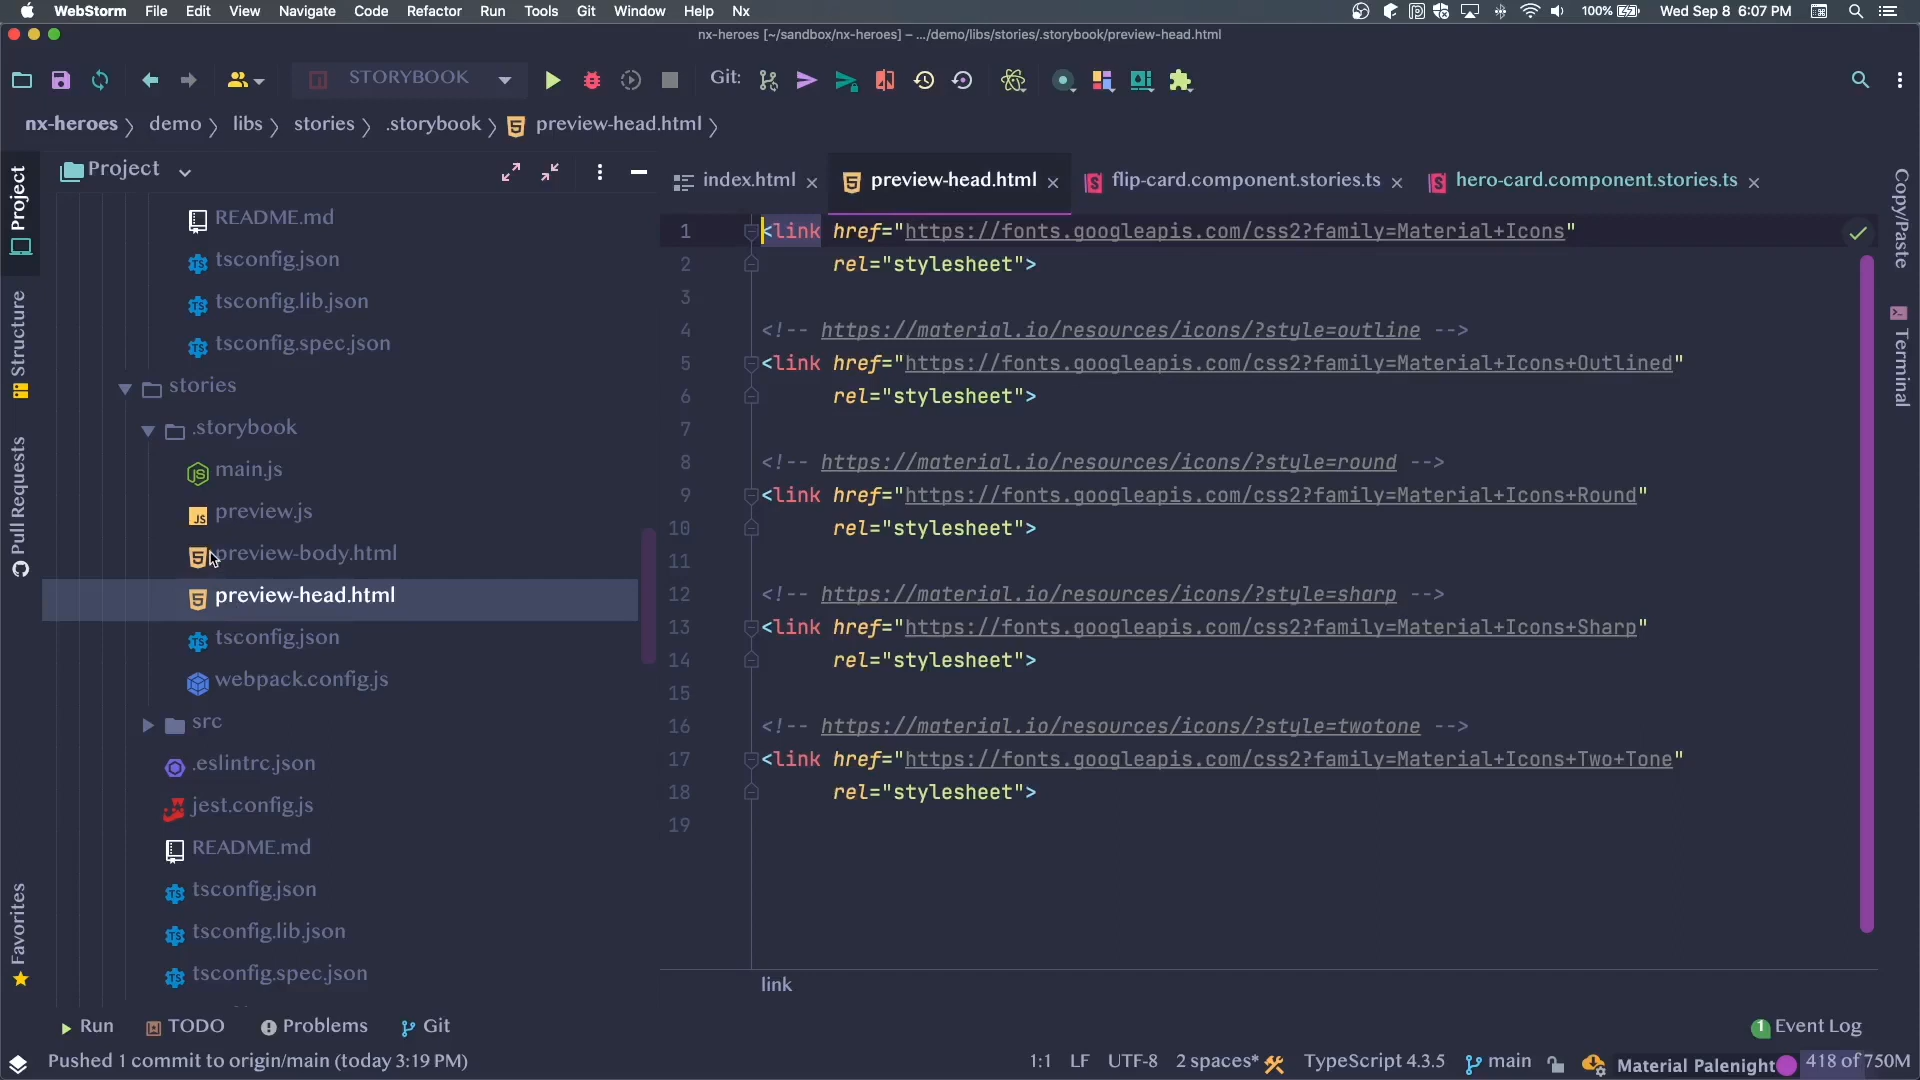 WebStorm File Edit View Navigate Code Refactor Run Tools Git Window Help Nx 100% Wed Sep 8 6:07 PM
nx-heroes [~/sandbox/nx-heroes] – .../demo/libs/stories/.storybook/preview-head.html
STORYBOOK Git:
nx-heroes demo libs stories .storybook preview-head.html
Project
README.md
tsconfig.json
tsconfig.lib.json
tsconfig.spec.json
stories
.storybook
main.js
preview.js
preview-body.html
preview-head.html
tsconfig.json
webpack.config.js
src
.eslintrc.json
jest.config.js
README.md
tsconfig.json
tsconfig.lib.json
tsconfig.spec.json
Project
Structure
Pull Requests
Favorites
index.html preview-head.html flip-card.component.stories.ts hero-card.component.stories.ts
1 <link href="https://fonts.googleapis.com/css2?family=Material+Icons"
2 rel="stylesheet">
3
4 <!-- https://material.io/resources/icons/?style=outline -->
5 <link href="https://fonts.googleapis.com/css2?family=Material+Icons+Outlined"
6 rel="stylesheet">
7
8 <!-- https://material.io/resources/icons/?style=round -->
9 <link href="https://fonts.googleapis.com/css2?family=Material+Icons+Round"
10 rel="stylesheet">
11
12 <!-- https://material.io/resources/icons/?style=sharp -->
13 <link href="https://fonts.googleapis.com/css2?family=Material+Icons+Sharp"
14 rel="stylesheet">
15
16 <!-- https://material.io/resources/icons/?style=twotone -->
17 <link href="https://fonts.googleapis.com/css2?family=Material+Icons+Two+Tone"
18 rel="stylesheet">
19
link
Copy/Paste
Terminal
Run TODO Problems Git 1 Event Log
Pushed 1 commit to origin/main (today 3:19 PM) 1:1 LF UTF-8 2 spaces* TypeScript 4.3.5 main Material Palenight 418 of 750M